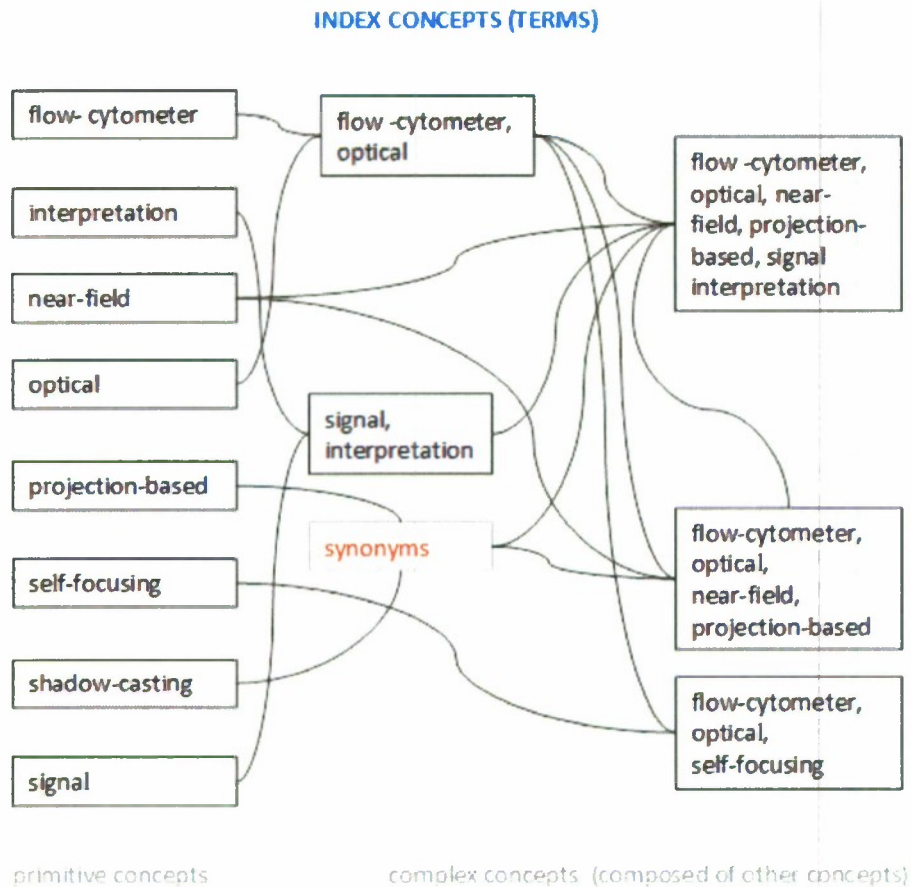 INDEX CONCEPTS (TERMS)
flow- cytometer
interpretation
near-field
optical
projection-based
self-focusing
shadow-casting
signal
flow -cytometer,
optical
signal,
interpretation
synonyms
flow -cytometer,
optical, near-
field, projection-
based, signal
interpretation
flow-cytometer,
optical,
near-field,
projection-based
flow-cytometer,
optical,
self-focusing
primitive concepts
complex concepts (composed of other concepts)